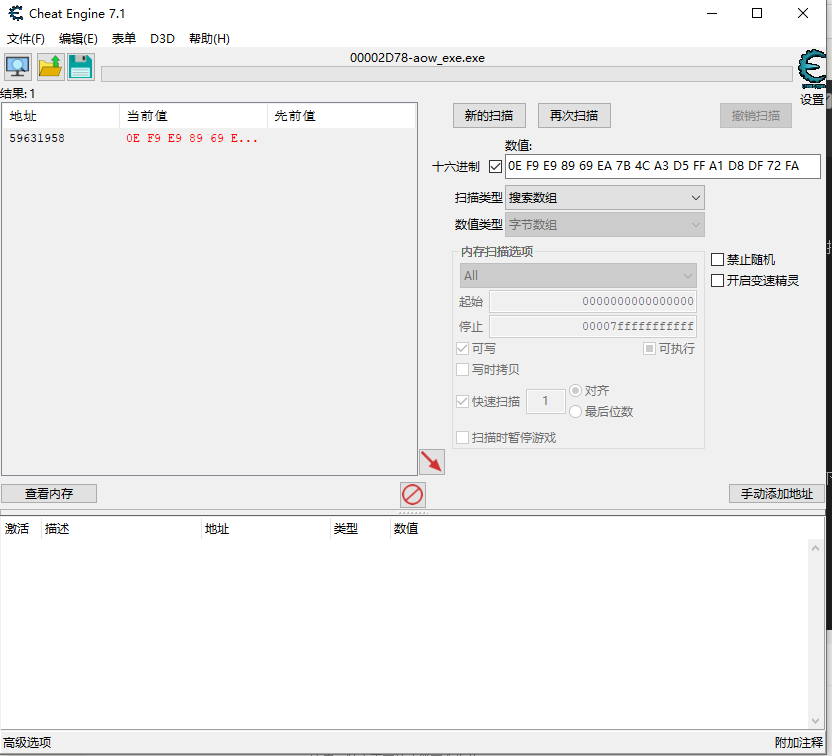 Cheat Engine 7.1
文件(F) 编辑(E) 表单 D3D 帮助(H)
00002D78-aow_exe.exe
设置
结果: 1
地址 当前值 先前值
59631958 0E F9 E9 89 69 E...
新的扫描 再次扫描 撤销扫描
数值:
十六进制 0E F9 E9 89 69 EA 7B 4C A3 D5 FF A1 D8 DF 72 FA
扫描类型 搜索数组
数值类型 字节数组
内存扫描选项
All
起始 0000000000000000
停止 00007fffffffffff
可写 可执行
写时拷贝
快速扫描 1 对齐
最后位数
扫描时暂停游戏
禁止随机
开启变速精灵
查看内存 手动添加地址
激活 描述 地址 类型 数值
高级选项 附加注释